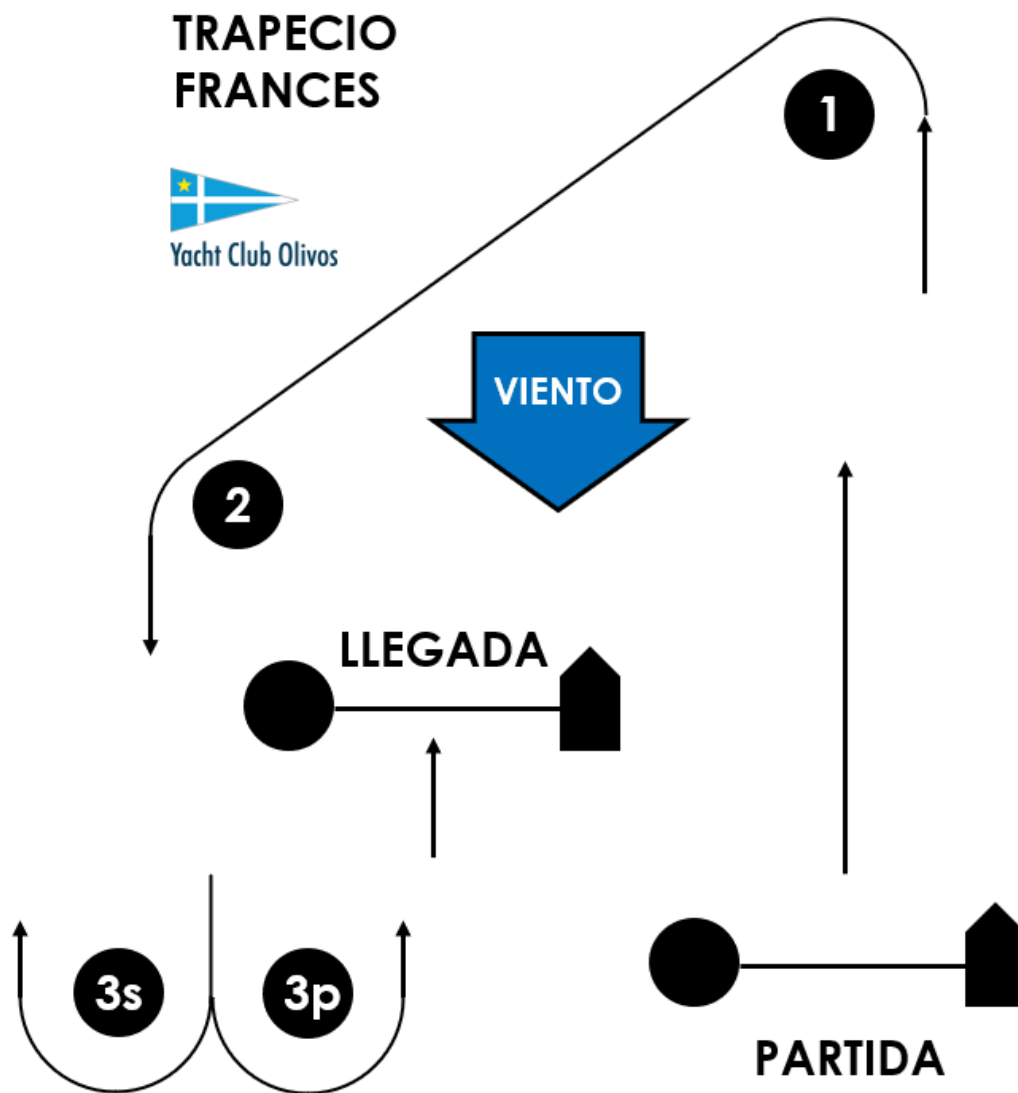 TRAPECIO
FRANCES
1
Yacht Club Olivos
VIENTO
2
LLEGADA
3s
3p
PARTIDA